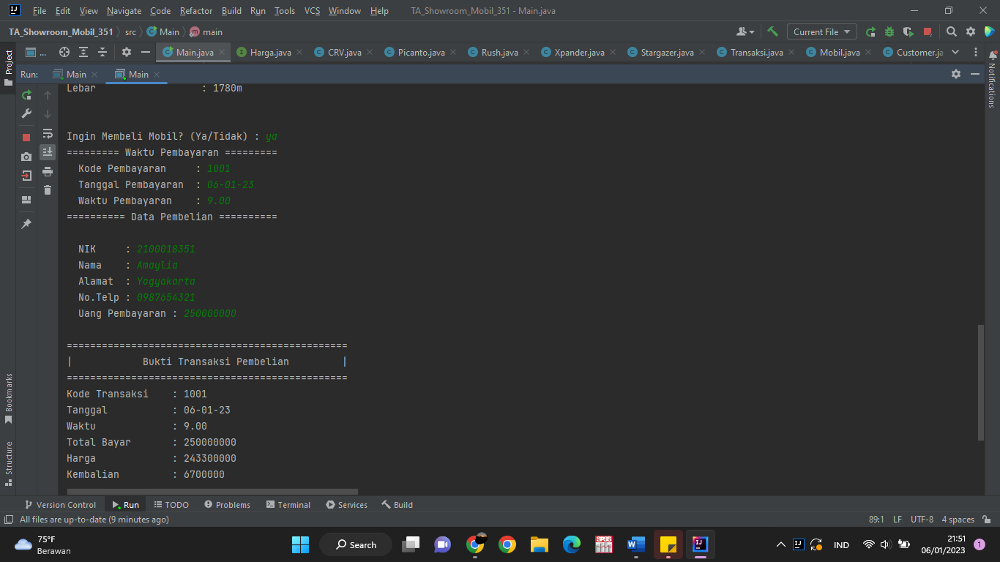 File Edit View Navigate Code Refactor Build Run Tools VCS Window Help TA_Showroom_Mobil_351 - Main.java
TA_Showroom_Mobil_351 src Main main Current File
Project
... Main.java Harga.java CRV.java Picanto.java Rush.java Xpander.java Stargazer.java Transaksi.java Mobil.java Customer.ja
Notifications
Run: Main Main
Lebar : 1780m
Ingin Membeli Mobil? (Ya/Tidak) : ya
========= Waktu Pembayaran =========
Kode Pembayaran : 1001
Tanggal Pembayaran : 06-01-23
Waktu Pembayaran : 9.00
========== Data Pembelian ==========
NIK : 2100018351
Nama : Amaylia
Alamat : Yogyakarta
No.Telp : 0987654321
Uang Pembayaran : 250000000
================================================
| Bukti Transaksi Pembelian |
================================================
Kode Transaksi : 1001
Tanggal : 06-01-23
Waktu : 9.00
Total Bayar : 250000000
Harga : 243300000
Kembalian : 6700000
Bookmarks
Structure
Version Control Run TODO Problems Terminal Services Build
All files are up-to-date (9 minutes ago) 89:1 LF UTF-8 4 spaces
75°F
Berawan
Search
SPSS
IND
21:51
06/01/2023
1